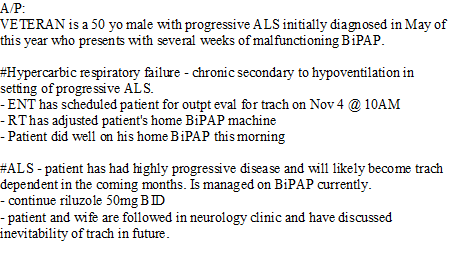 A/P:
VETERAN is a 50 yo male with progressive ALS initially diagnosed in May of
this year who presents with several weeks of malfunctioning BiPAP.
#Hypercarbic respiratory failure - chronic secondary to hypoventilation in
setting of progressive ALS.
- ENT has scheduled patient for outpt eval for trach on Nov 4 @ 10AM
- RT has adjusted patient's home BiPAP machine
- Patient did well on his home BiPAP this morning
#ALS - patient has had highly progressive disease and will likely become trach
dependent in the coming months. Is managed on BiPAP currently.
- continue riluzole 50mg BID
- patient and wife are followed in neurology clinic and have discussed
inevitability of trach in future.